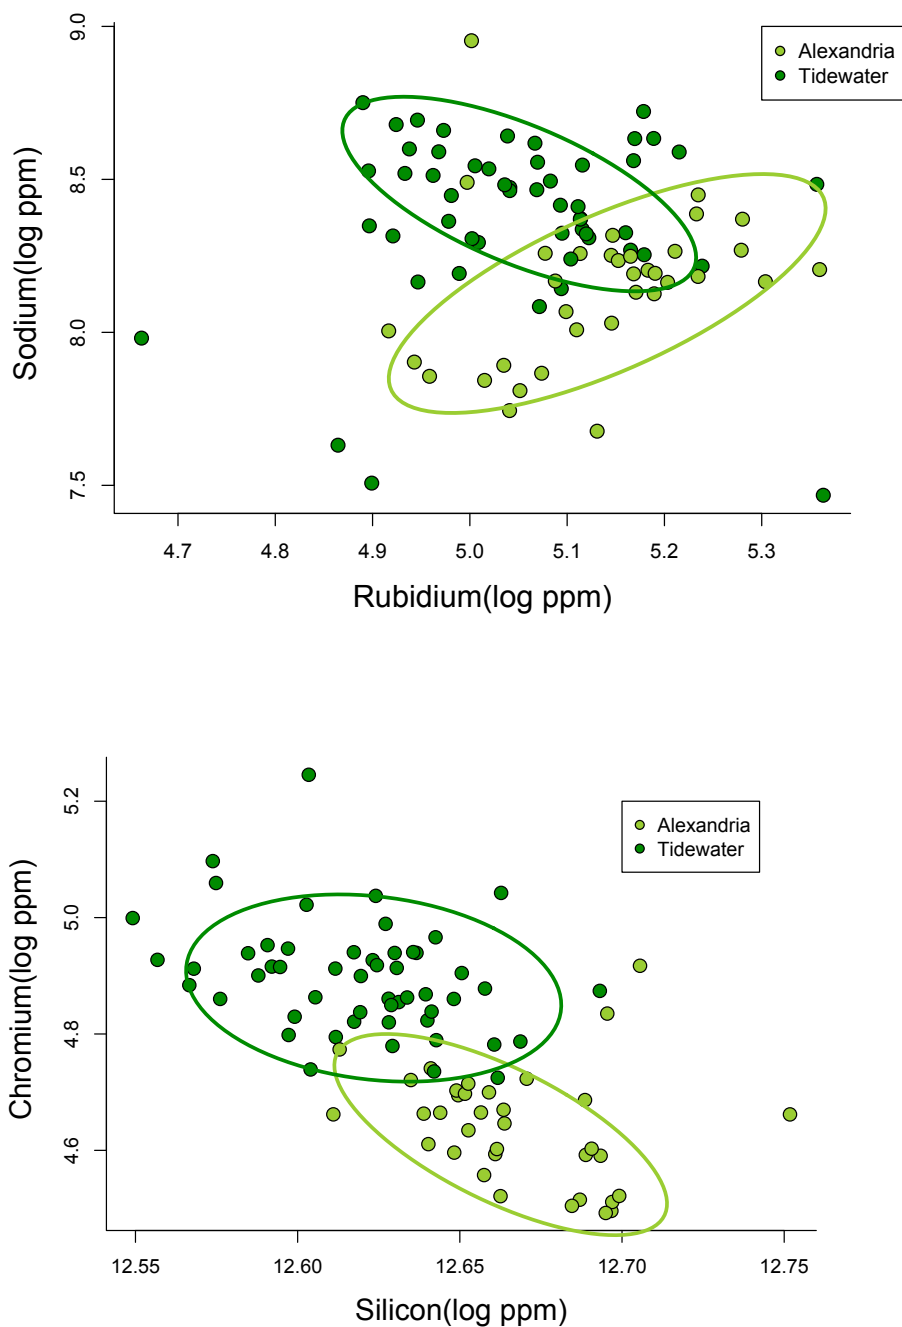 9.0
8.5
8.0
7.5
Sodium(log ppm)
Alexandria
Tidewater
4.7 4.8 4.9 5.0 5.1 5.2 5.3
Rubidium(log ppm)
5.2
5.0
4.8
4.6
Chromium(log ppm)
Alexandria
Tidewater
12.55 12.60 12.65 12.70 12.75
Silicon(log ppm)